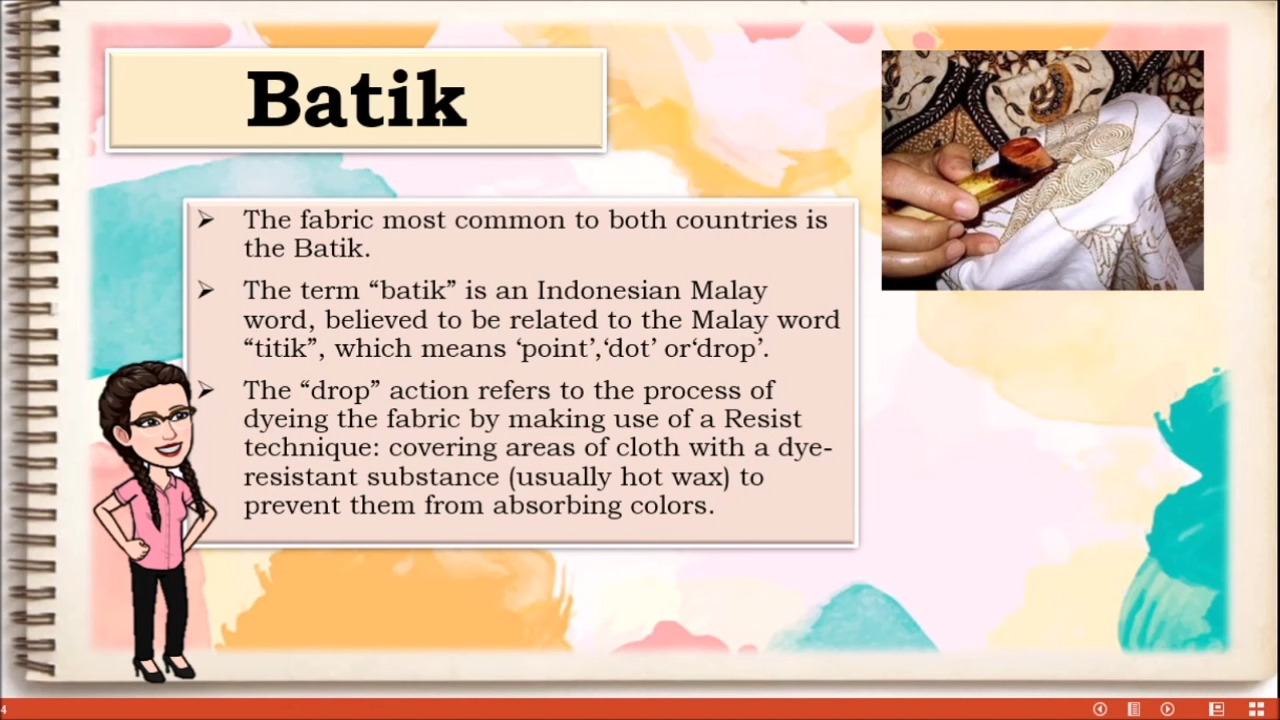 Batik
The fabric most common to both countries is
the Batik.
The term “batik” is an Indonesian Malay
word, believed to be related to the Malay word
“titik”, which means ‘point’,‘dot’ or‘drop’.
The “drop” action refers to the process of
dyeing the fabric by making use of a Resist
technique: covering areas of cloth with a dye-
resistant substance (usually hot wax) to
prevent them from absorbing colors.
4